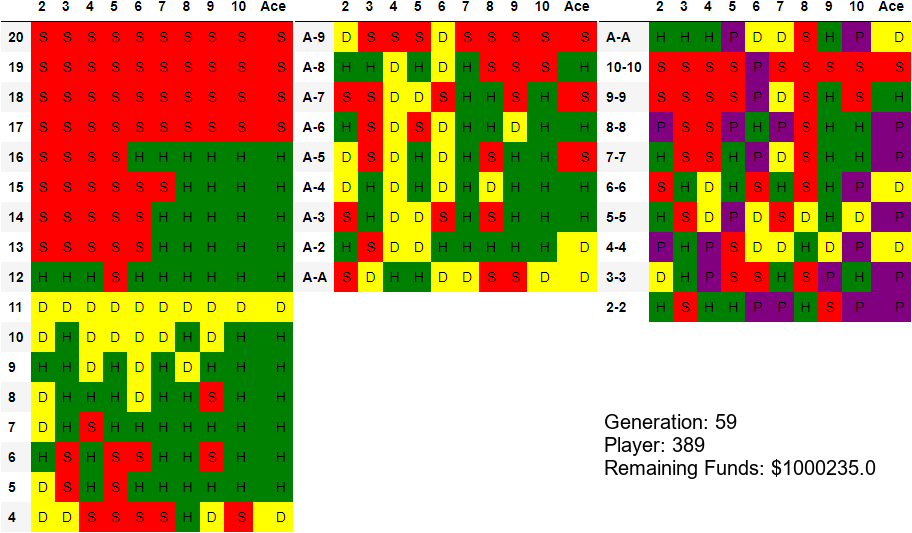 2 3 4 5 6 7 8 9 10 Ace
20 S S S S S S S S S S
19 S S S S S S S S S S
18 S S S S S S S S S S
17 S S S S S S S S S S
16 S S S S H H H H H H
15 S S S S S S H H H H
14 S S S S S H H H H H
13 S S S S S H H H H H
12 H H H S H H H H H H
11 D D D D D D D D D D
10 D H D D D D H D H H
9 H H D H D H D H H H
8 D H H H D H H S H H
7 D H S H H H H H H H
6 H S H S S H H S H H
5 D S H S H H H H H H
4 D D S S S S H D S D
2 3 4 5 6 7 8 9 10 Ace
A-9 D S S S D S S S S S
A-8 H H D H D H S S S H
A-7 S S D D S H H S H S
A-6 H S D S D H H D H H
A-5 D S D H D H S H H S
A-4 D H D H D H D H H H
A-3 S H D D S H S H H H
A-2 H S D D H H H H H D
A-A S D H H D D S S D D
2 3 4 5 6 7 8 9 10 Ace
A-A H H H P D D S H P D
10-10 S S S S P S S S S S
9-9 S S S S P D S H S H
8-8 P S S P H P S H H P
7-7 H S S H P D S H H P
6-6 S H D H S H S H P D
5-5 H S D P D S D H D P
4-4 P H P S D D H D P D
3-3 D H P S S H S P H P
2-2 H S H H P P H S P P
Generation: 59
Player: 389
Remaining Funds: $1000235.0